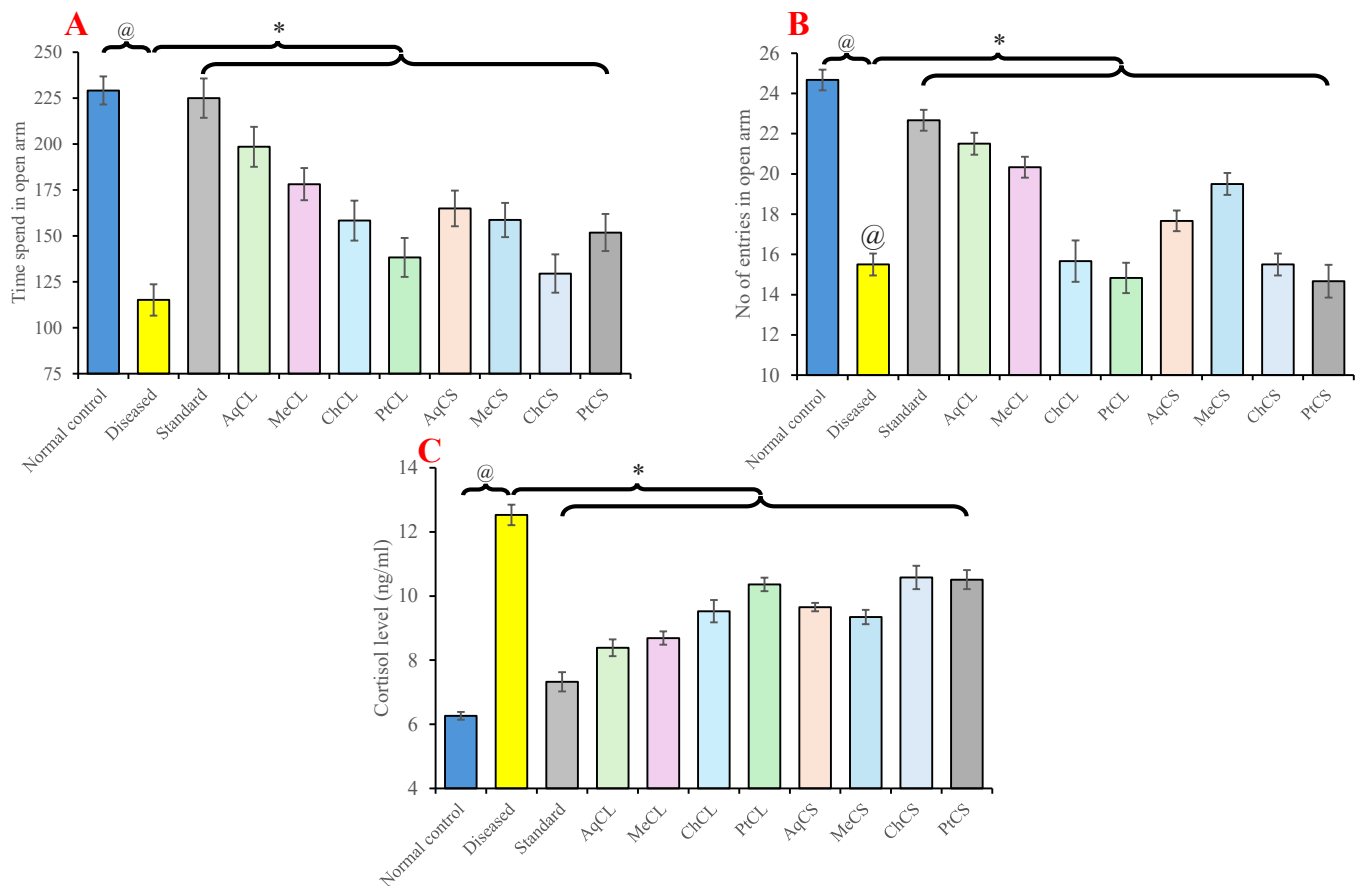 A
@
*
250
225
200
175
150
125
100
75
Time spend in open arm
Normal control
Diseased
Standard
AqCL
MeCL
ChCL
PtCL
AqCS
MeCS
ChCS
PtCS
B
@
*
26
24
22
20
18
16
14
12
10
@
No of entries in open arm
Normal control
Diseased
Standard
AqCL
MeCL
ChCL
PtCL
AqCS
MeCS
ChCS
PtCS
C
@
*
14
12
10
8
6
4
Cortisol level (ng/ml)
Normal control
Diseased
Standard
AqCL
MeCL
ChCL
PtCL
AqCS
MeCS
ChCS
PtCS